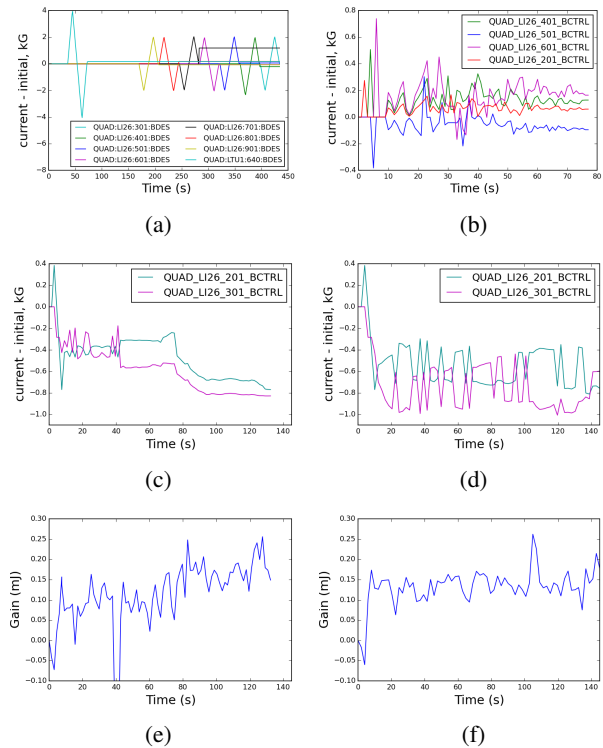 current - initial, kG
8
4
0
−4
−8
QUAD:LI26:301:BDES
QUAD:LI26:401:BDES
QUAD:LI26:501:BDES
QUAD:LI26:601:BDES
QUAD:LI26:701:BDES
QUAD:LI26:801:BDES
QUAD:LI26:901:BDES
QUAD:LTU1:640:BDES
0 50 100 150 200 250 300 350 400 450
Time (s)
(a)
current - initial, kG
0.8
0.6
0.4
0.2
0.0
−0.2
−0.4
QUAD_LI26_401_BCTRL
QUAD_LI26_501_BCTRL
QUAD_LI26_601_BCTRL
QUAD_LI26_201_BCTRL
0 10 20 30 40 50 60 70 80
Time (s)
(b)
current - initial, kG
0.4
0.2
0.0
−0.2
−0.4
−0.6
−0.8
−1.0
QUAD_LI26_201_BCTRL
QUAD_LI26_301_BCTRL
0 20 40 60 80 100 120 140
Time (s)
(c)
current - initial, kG
0.4
0.2
0.0
−0.2
−0.4
−0.6
−0.8
−1.0
QUAD_LI26_201_BCTRL
QUAD_LI26_301_BCTRL
0 20 40 60 80 100 120 140
Time (s)
(d)
Gain (mJ)
0.30
0.25
0.20
0.15
0.10
0.05
0.00
−0.05
−0.10
0 20 40 60 80 100 120 140
Time (s)
(e)
Gain (mJ)
0.30
0.25
0.20
0.15
0.10
0.05
0.00
−0.05
−0.10
0 20 40 60 80 100 120 140
Time (s)
(f)